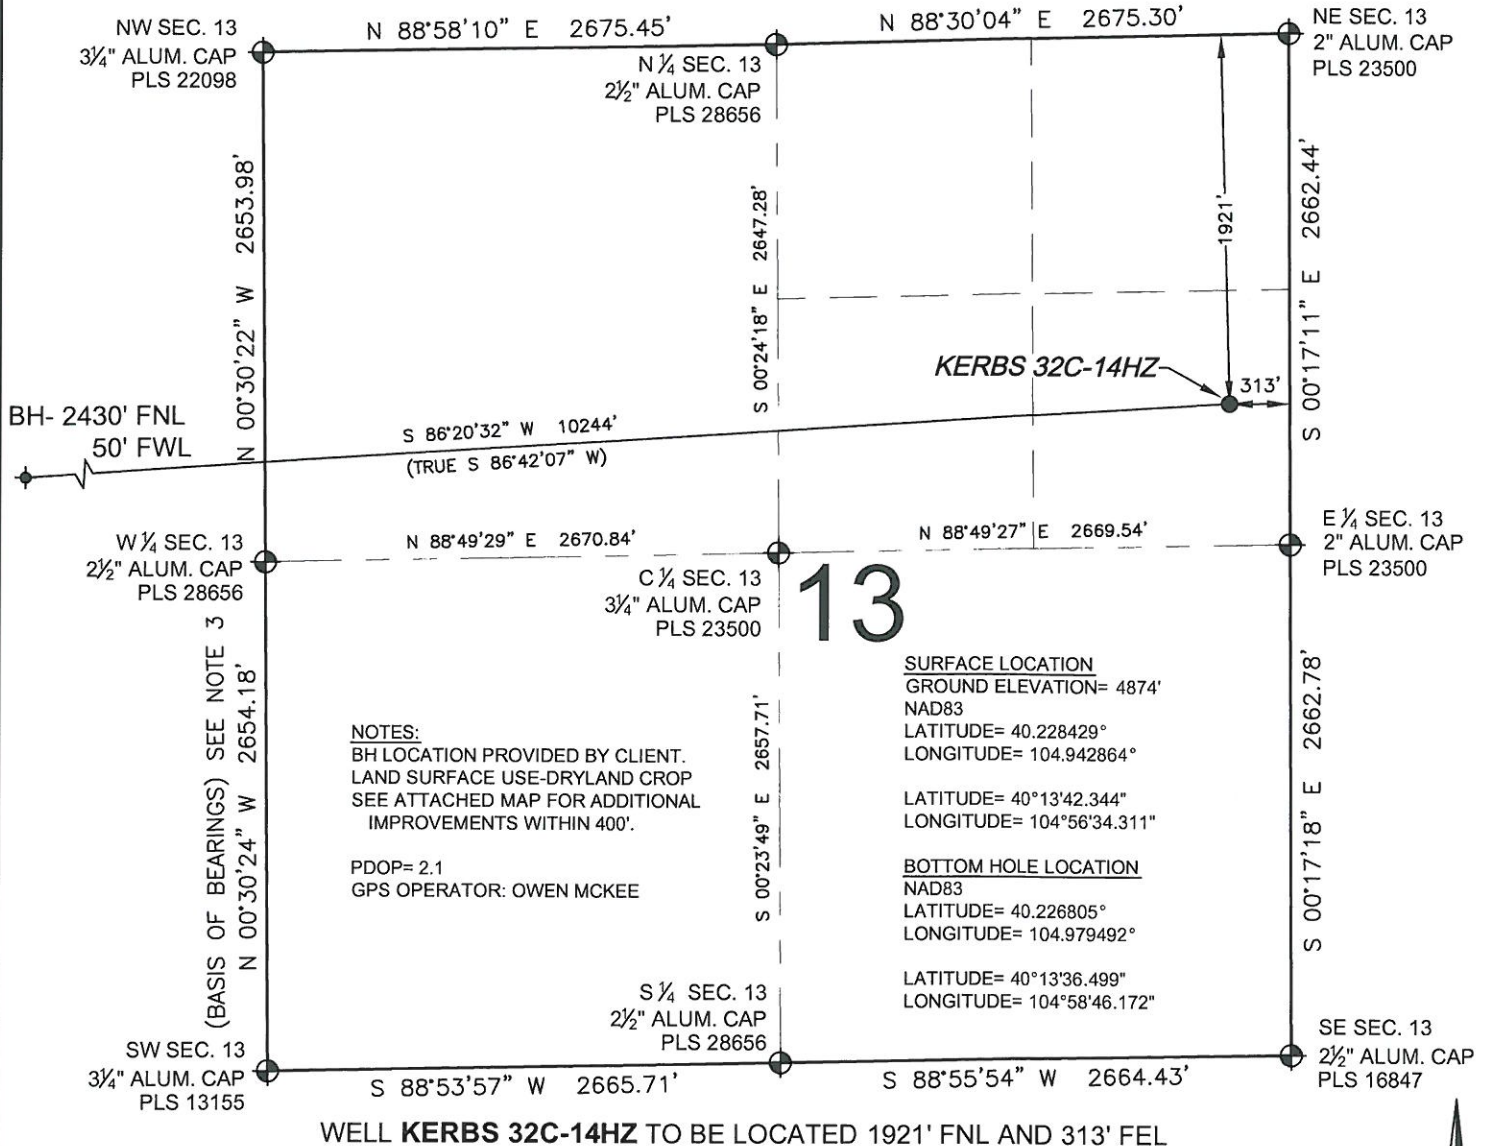 NW SEC. 13
3¼" ALUM. CAP
PLS 22098
N 88°58'10" E 2675.45'
N ¼ SEC. 13
2½" ALUM. CAP
PLS 28656
N 88°30'04" E 2675.30'
NE SEC. 13
2" ALUM. CAP
PLS 23500
N 00°30'22" W 2653.98'
S 00°24'18" E 2647.28'
1921'
S 00°17'11" E 2662.44'
KERBS 32C-14HZ
313'
BH- 2430' FNL
50' FWL
S 86°20'32" W 10244'
(TRUE S 86°42'07" W)
W ¼ SEC. 13
2½" ALUM. CAP
PLS 28656
N 88°49'29" E 2670.84'
C ¼ SEC. 13
3¼" ALUM. CAP
PLS 23500
N 88°49'27" E 2669.54'
E ¼ SEC. 13
2" ALUM. CAP
PLS 23500
13
(BASIS OF BEARINGS) SEE NOTE 3
N 00°30'24" W 2654.18'
NOTES:
BH LOCATION PROVIDED BY CLIENT.
LAND SURFACE USE-DRYLAND CROP
SEE ATTACHED MAP FOR ADDITIONAL
IMPROVEMENTS WITHIN 400'.
PDOP= 2.1
GPS OPERATOR: OWEN MCKEE
S 00°23'49" E 2657.71'
SURFACE LOCATION
GROUND ELEVATION= 4874'
NAD83
LATITUDE= 40.228429°
LONGITUDE= 104.942864°
LATITUDE= 40°13'42.344"
LONGITUDE= 104°56'34.311"
BOTTOM HOLE LOCATION
NAD83
LATITUDE= 40.226805°
LONGITUDE= 104.979492°
LATITUDE= 40°13'36.499"
LONGITUDE= 104°58'46.172"
S 00°17'18" E 2662.78'
SW SEC. 13
3¼" ALUM. CAP
PLS 13155
S 88°53'57" W 2665.71'
S ¼ SEC. 13
2½" ALUM. CAP
PLS 28656
S 88°55'54" W 2664.43'
SE SEC. 13
2½" ALUM. CAP
PLS 16847
WELL KERBS 32C-14HZ TO BE LOCATED 1921' FNL AND 313' FEL